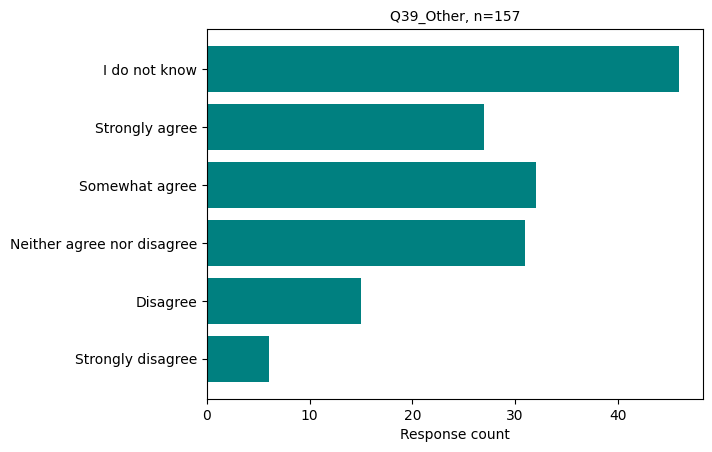 Q39_Other, n=157
I do not know
Strongly agree
Somewhat agree
Neither agree nor disagree
Disagree
Strongly disagree
0 10 20 30 40
Response count